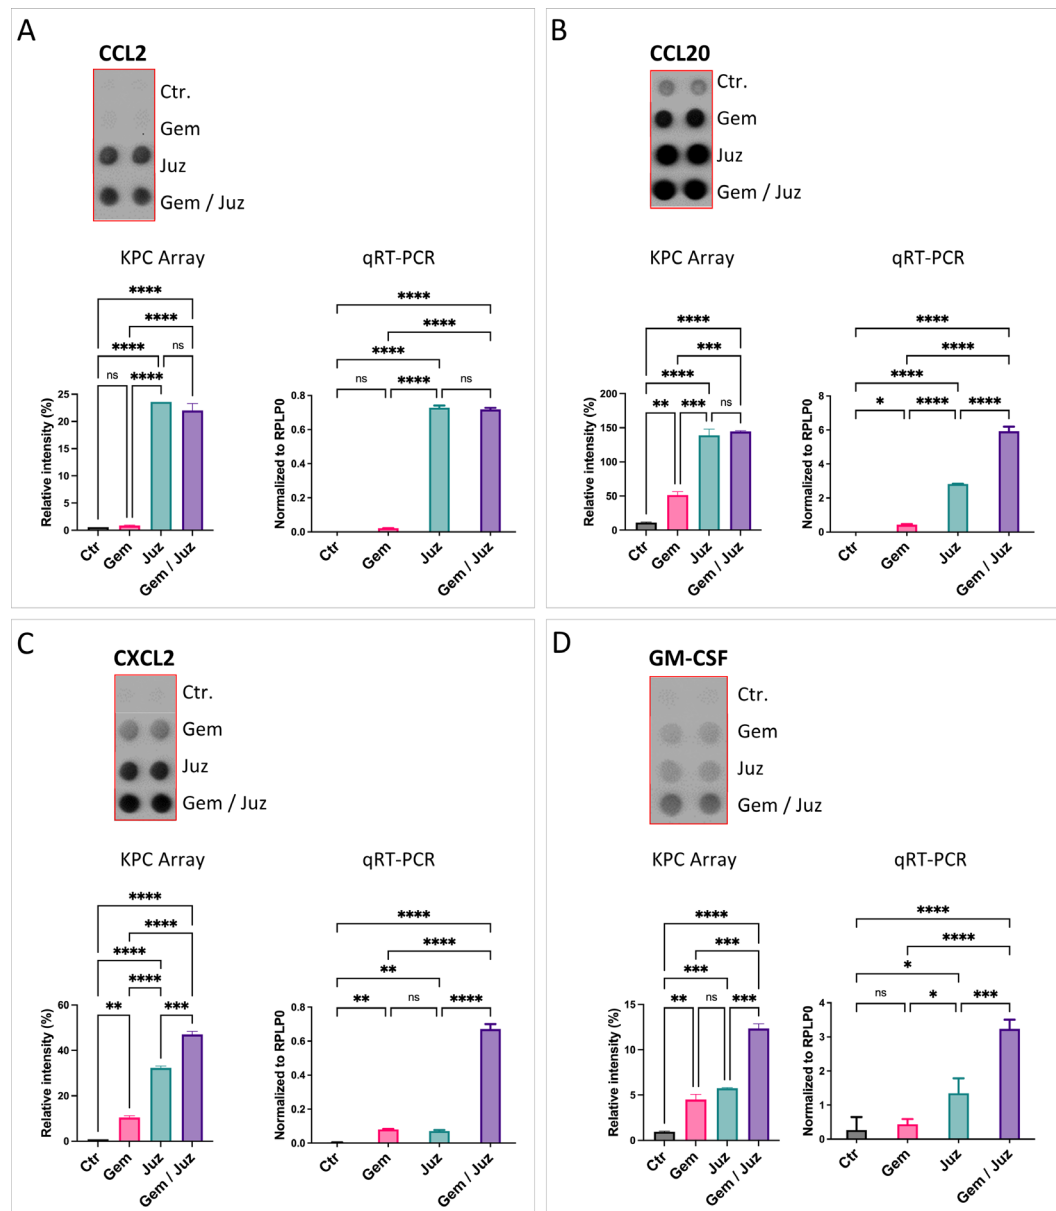 A
CCL2
Ctr.
Gem
Juz
Gem / Juz
KPC Array
qRT-PCR
****
****
****
ns
ns
****
Relative intensity (%)
25
20
15
10
5
0
Ctr
Gem
Juz
Gem / Juz
****
****
****
ns
****
ns
Normalized to RPLP0
0.8
0.6
0.4
0.2
0.0
Ctr
Gem
Juz
Gem / Juz
B
CCL20
Ctr.
Gem
Juz
Gem / Juz
KPC Array
qRT-PCR
****
***
****
**
***
ns
Relative intensity (%)
200
150
100
50
0
Ctr
Gem
Juz
Gem / Juz
****
****
****
*
****
****
Normalized to RPLP0
8
6
4
2
0
Ctr
Gem
Juz
Gem / Juz
C
CXCL2
Ctr.
Gem
Juz
Gem / Juz
KPC Array
qRT-PCR
****
****
****
****
**
***
Relative intensity (%)
60
40
20
0
Ctr
Gem
Juz
Gem / Juz
****
****
**
**
ns
****
Normalized to RPLP0
0.8
0.6
0.4
0.2
0.0
Ctr
Gem
Juz
Gem / Juz
D
GM-CSF
Ctr.
Gem
Juz
Gem / Juz
KPC Array
qRT-PCR
****
***
***
**
ns
***
Relative intensity (%)
15
10
5
0
Ctr
Gem
Juz
Gem / Juz
****
****
*
ns
*
***
Normalized to RPLP0
4
3
2
1
0
Ctr
Gem
Juz
Gem / Juz